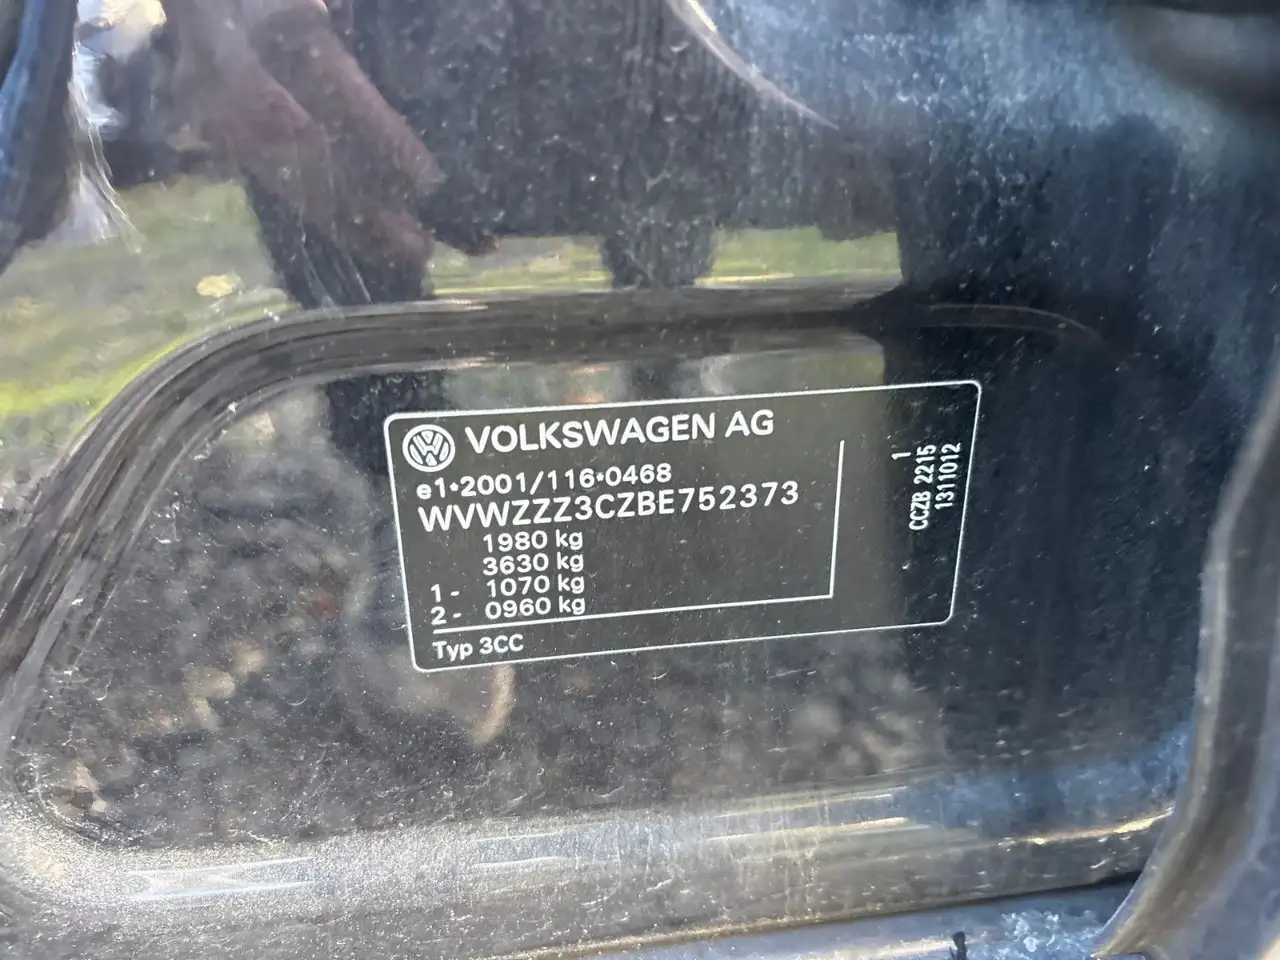 VOLKSWAGEN AG
e1*2001/116*0468
WVWZZZ3CZBE752373
1980 kg
3630 kg
1 - 1070 kg
2 - 0960 kg
Typ 3CC
1
CCZB 2215
1311012